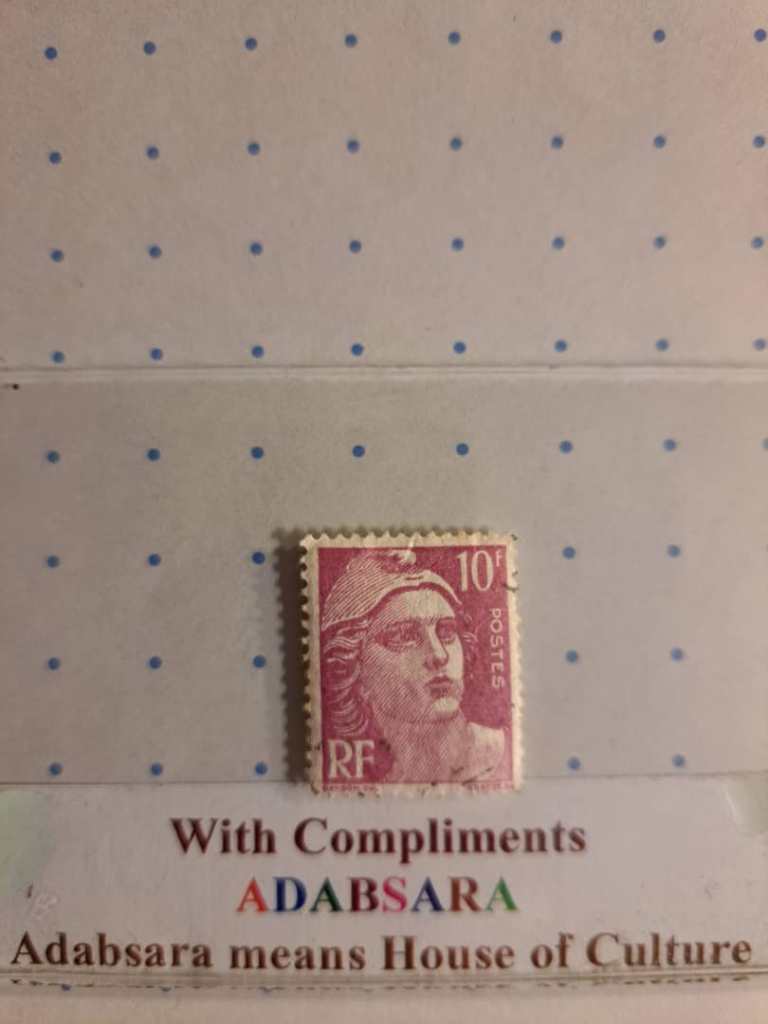 10F
POSTES
RF
With Compliments
ADABSARA
Adabsara means House of Culture